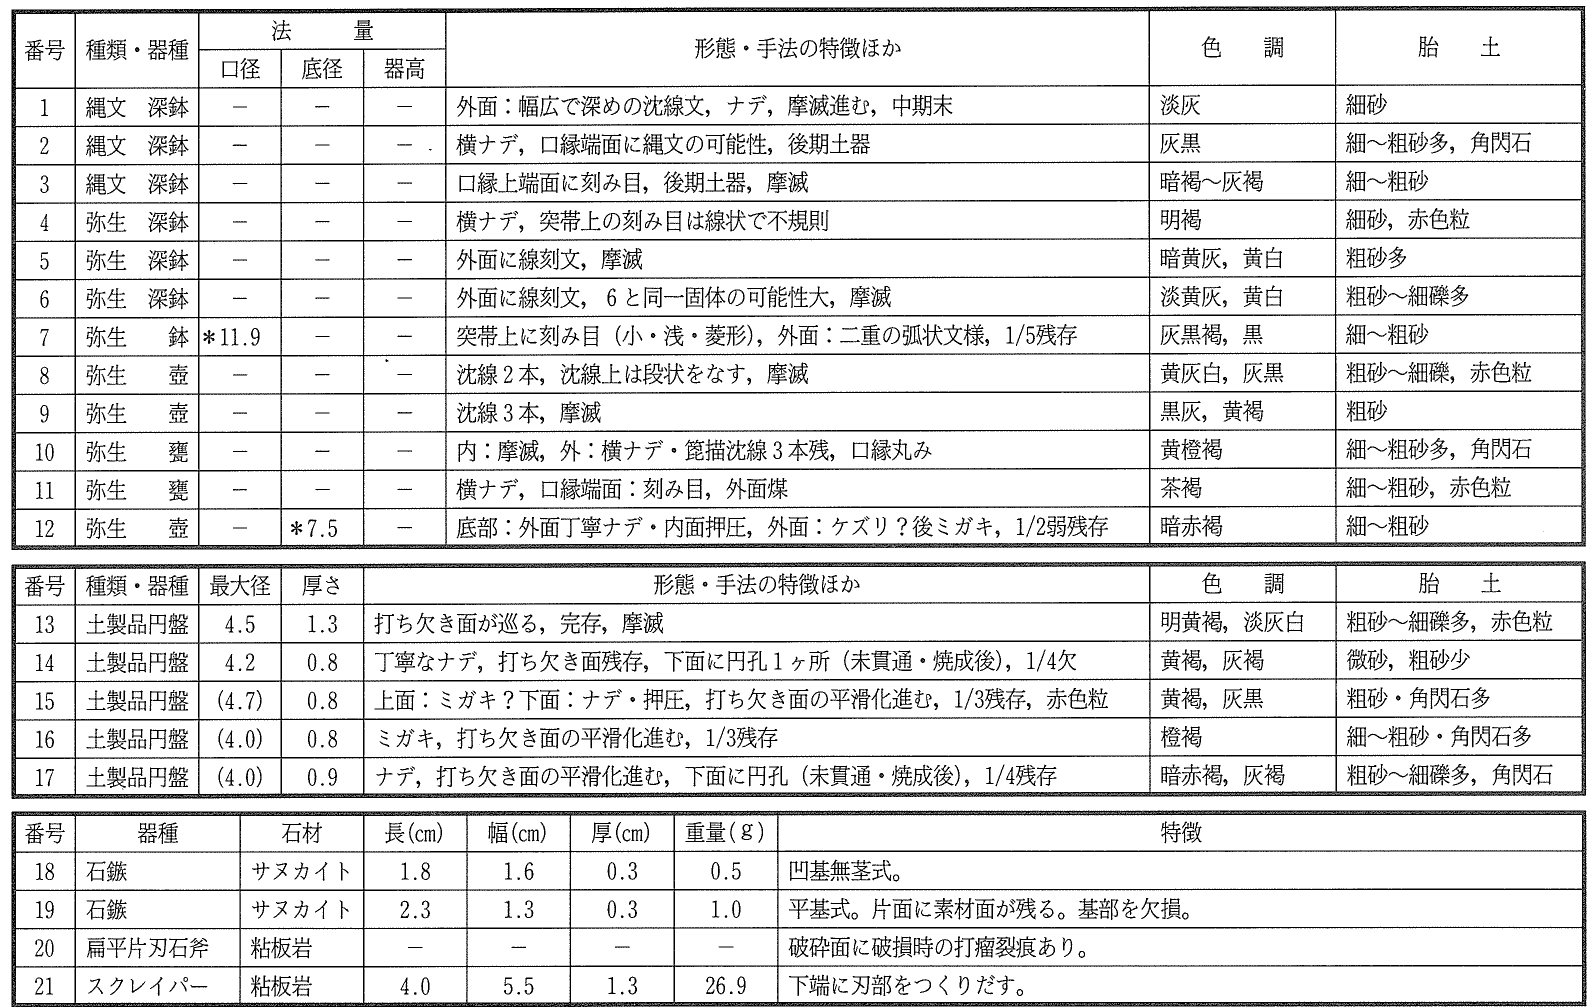 番号 種類・器種 法 量 形態・手法の特徴ほか 色 調 胎 土
口径 底径 器高
1 縄文 深鉢 － － － 外面：幅広で深めの沈線文，ナデ，摩滅進む，中期末 淡灰 細砂
2 縄文 深鉢 － － － 横ナデ，口縁端面に縄文の可能性，後期土器 灰黒 細～粗砂多，角閃石
3 縄文 深鉢 － － － 口縁上端面に刻み目，後期土器，摩滅 暗褐～灰褐 細～粗砂
4 弥生 深鉢 － － － 横ナデ，突帯上の刻み目は線状で不規則 明褐 細砂，赤色粒
5 弥生 深鉢 － － － 外面に線刻文，摩滅 暗黄灰，黄白 粗砂多
6 弥生 深鉢 － － － 外面に線刻文，6と同一固体の可能性大，摩滅 淡黄灰，黄白 粗砂～細礫多
7 弥生 鉢 ＊11.9 － － 突帯上に刻み目（小・浅・菱形），外面：二重の弧状文様，1/5残存 灰黒褐，黒 細～粗砂
8 弥生 壺 － － － 沈線2本，沈線上は段状をなす，摩滅 黄灰白，灰黒 粗砂～細礫，赤色粒
9 弥生 壺 － － － 沈線3本，摩滅 黒灰，黄褐 粗砂
10 弥生 甕 － － － 内：摩滅，外：横ナデ・箆描沈線3本残，口縁丸み 黄橙褐 細～粗砂多，角閃石
11 弥生 甕 － － － 横ナデ，口縁端面：刻み目，外面煤 茶褐 細～粗砂，赤色粒
12 弥生 壺 － ＊7.5 － 底部：外面丁寧ナデ・内面押圧，外面：ケズリ？後ミガキ，1/2弱残存 暗赤褐 細～粗砂
番号 種類・器種 最大径 厚さ 形態・手法の特徴ほか 色 調 胎 土
13 土製品円盤 4.5 1.3 打ち欠き面が巡る，完存，摩滅 明黄褐，淡灰白 粗砂～細礫多，赤色粒
14 土製品円盤 4.2 0.8 丁寧なナデ，打ち欠き面残存，下面に円孔1ヶ所（未貫通・焼成後），1/4欠 黄褐，灰褐 微砂，粗砂少
15 土製品円盤 (4.7) 0.8 上面：ミガキ？下面：ナデ・押圧，打ち欠き面の平滑化進む，1/3残存，赤色粒 黄褐，灰黒 粗砂・角閃石多
16 土製品円盤 (4.0) 0.8 ミガキ，打ち欠き面の平滑化進む，1/3残存 橙褐 細～粗砂・角閃石多
17 土製品円盤 (4.0) 0.9 ナデ，打ち欠き面の平滑化進む，下面に円孔（未貫通・焼成後），1/4残存 暗赤褐，灰褐 粗砂～細礫多，角閃石
番号 器種 石材 長(cm) 幅(cm) 厚(cm) 重量(g) 特徴
18 石鏃 サヌカイト 1.8 1.6 0.3 0.5 凹基無茎式。
19 石鏃 サヌカイト 2.3 1.3 0.3 1.0 平基式。片面に素材面が残る。基部を欠損。
20 扁平片刃石斧 粘板岩 － － － － 破砕面に破損時の打瘤裂痕あり。
21 スクレイパー 粘板岩 4.0 5.5 1.3 26.9 下端に刃部をつくりだす。